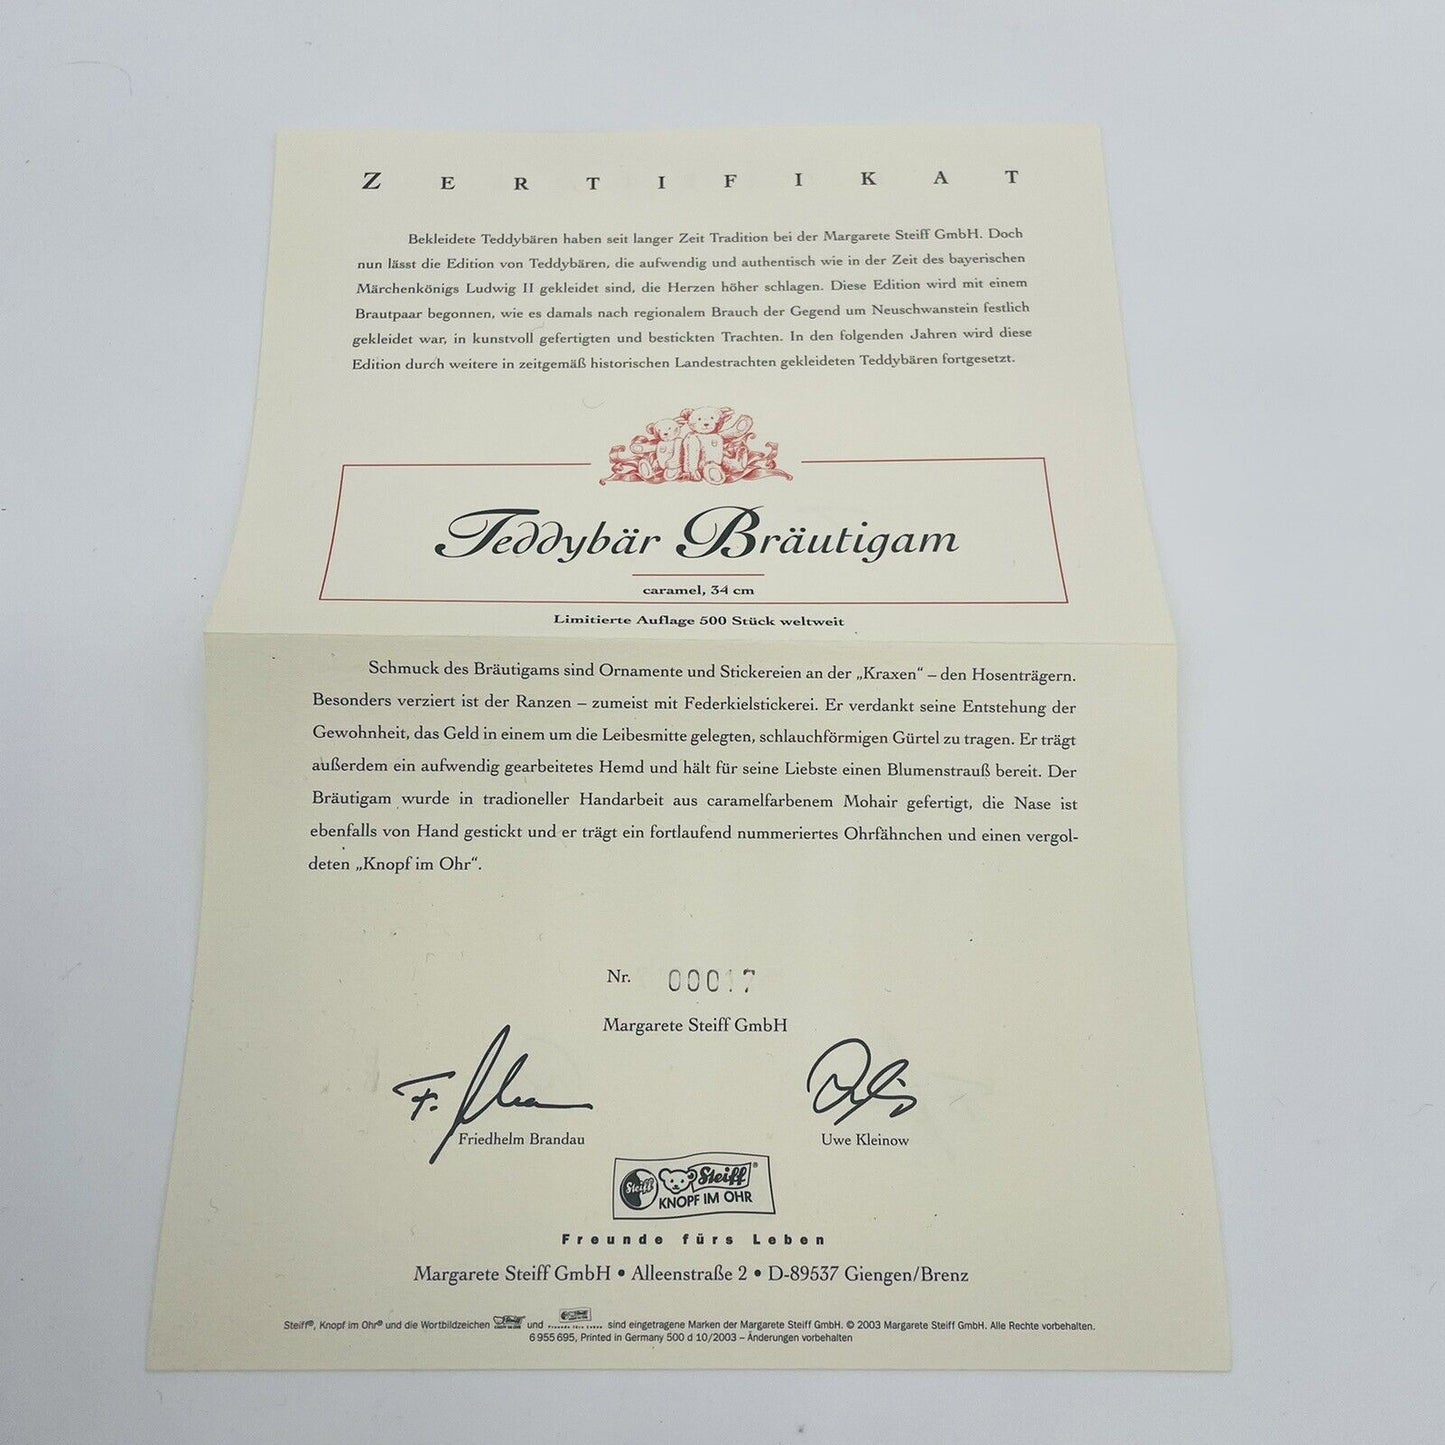 ZERTIFIKAT
Bekleidete Teddybären haben seit langer Zeit Tradition bei der Margarete Steiff GmbH. Doch
nun lässt die Edition von Teddybären, die aufwendig und authentisch wie in der Zeit des bayerischen
Märchenkönigs Ludwig II gekleidet sind, die Herzen höher schlagen. Diese Edition wird mit einem
Brautpaar begonnen, wie es damals nach regionalem Brauch der Gegend um Neuschwanstein festlich
gekleidet war, in kunstvoll gefertigten und bestickten Trachten. In den folgenden Jahren wird diese
Edition durch weitere in zeitgemäß historischen Landestrachten gekleideten Teddybären fortgesetzt.
Teddybär Bräutigam
caramel, 34 cm
Limitierte Auflage 500 Stück weltweit
Schmuck des Bräutigams sind Ornamente und Stickereien an der „Kraxen“ – den Hosenträgern.
Besonders verziert ist der Ranzen – zumeist mit Federkielstickerei. Er verdankt seine Entstehung der
Gewohnheit, das Geld in einem um die Leibesmitte gelegten, schlauchförmigen Gürtel zu tragen. Er trägt
außerdem ein aufwendig gearbeitetes Hemd und hält für seine Liebste einen Blumenstrauß bereit. Der
Bräutigam wurde in tradioneller Handarbeit aus caramelfarbenem Mohair gefertigt, die Nase ist
ebenfalls von Hand gestickt und er trägt ein fortlaufend nummeriertes Ohrfähnchen und einen vergol-
deten „Knopf im Ohr“.
Nr. 00017
Margarete Steiff GmbH
Friedhelm Brandau Uwe Kleinow
Steiff Steiff®
KNOPF IM OHR
Freunde fürs Leben
Margarete Steiff GmbH • Alleenstraße 2 • D-89537 Giengen/Brenz
Steiff®, Knopf im Ohr® und die Wortbildzeichen und sind eingetragene Marken der Margarete Steiff GmbH. © 2003 Margarete Steiff GmbH. Alle Rechte vorbehalten.
6 955 695, Printed in Germany 500 d 10/2003 – Änderungen vorbehalten